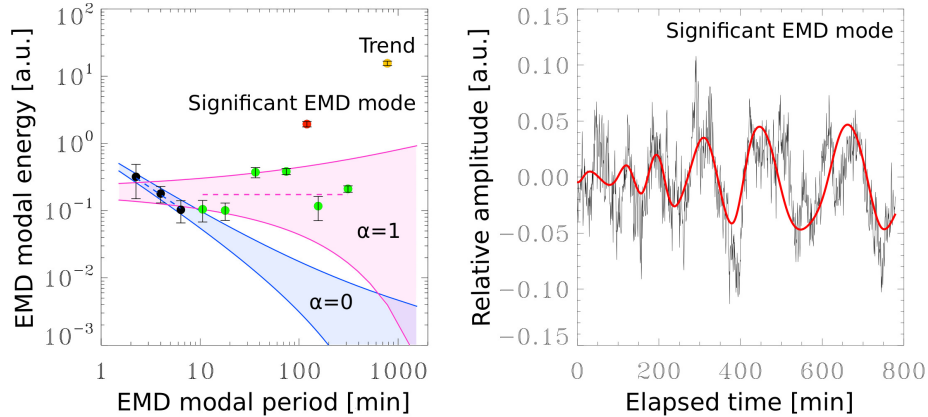 EMD modal energy [a.u.]
10²
10¹
10⁰
10⁻¹
10⁻²
10⁻³
Trend
Significant EMD mode
α=1
α=0
1 10 100 1000
EMD modal period [min]
Relative amplitude [a.u.]
Significant EMD mode
0.10
0.05
0.00
−0.05
−0.10
−0.15
0 200 400 600 800
Elapsed time [min]